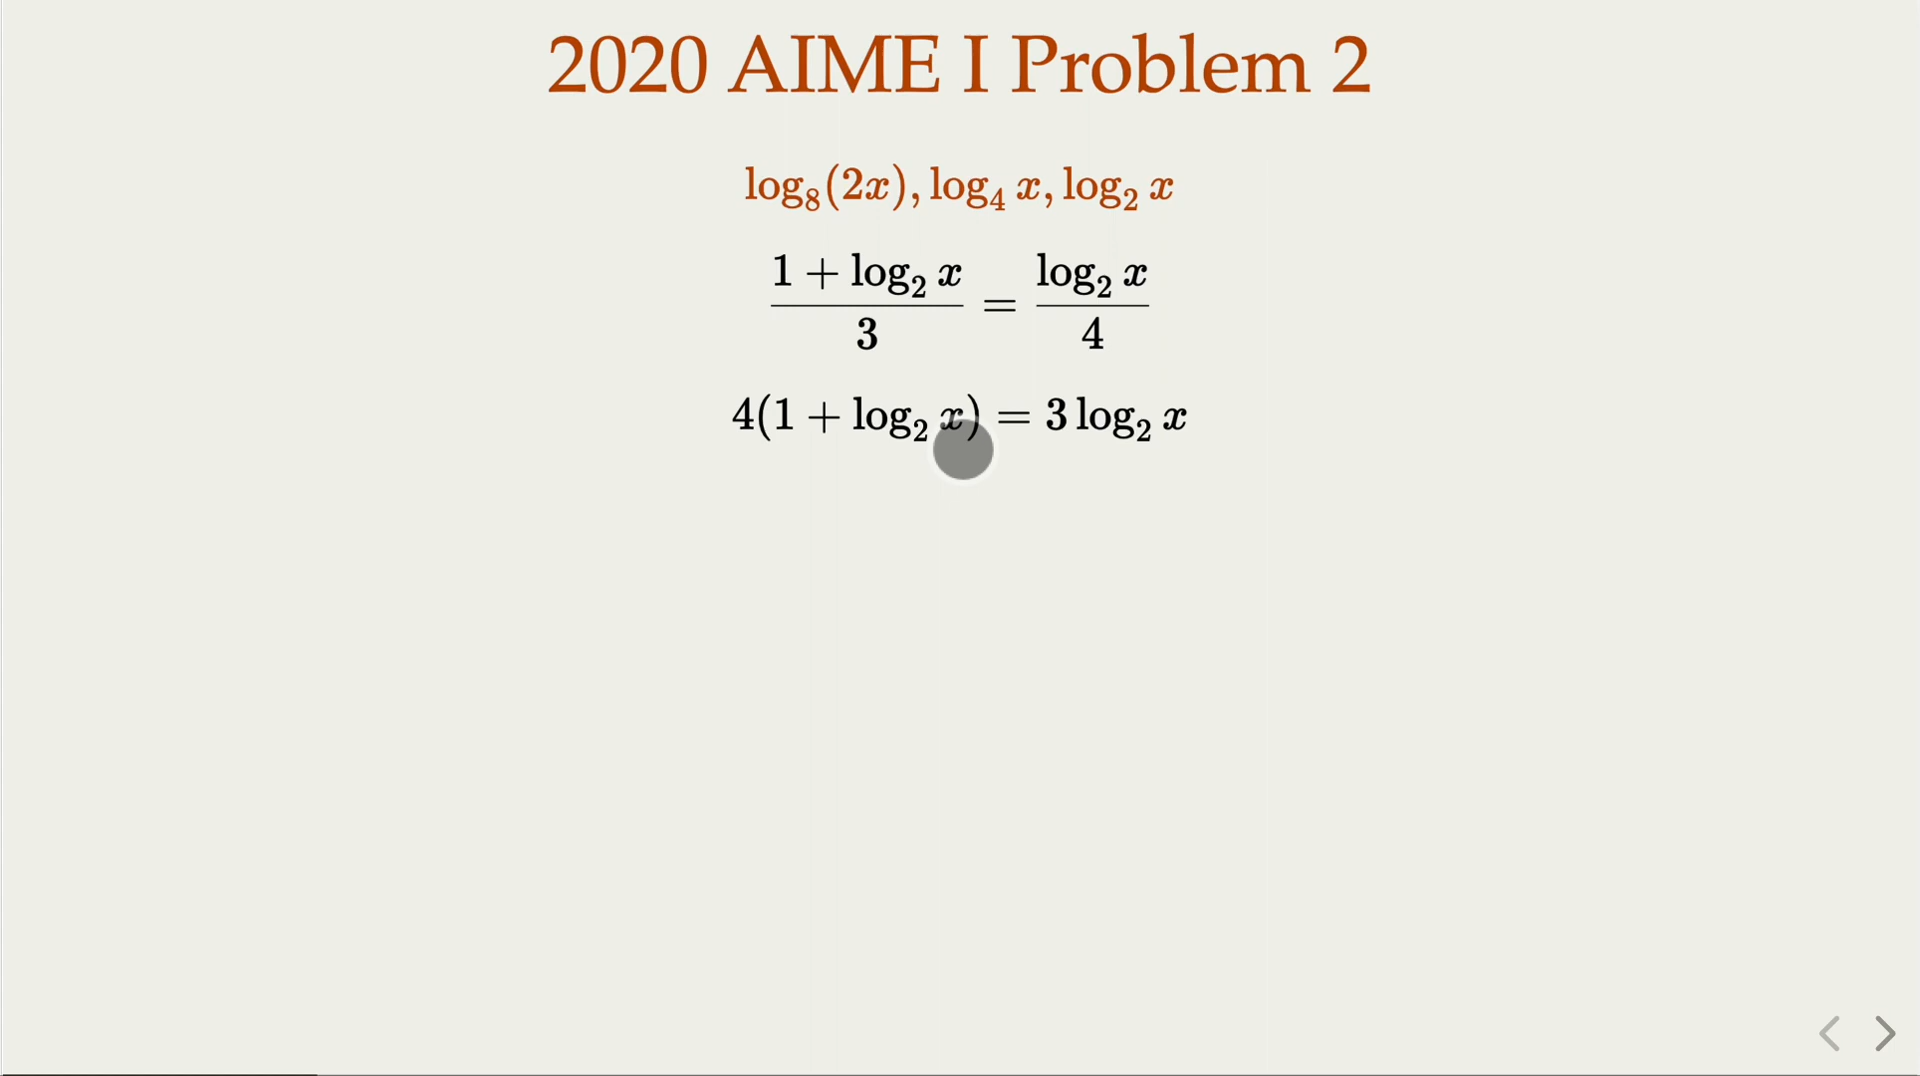 2020 AIME I Problem 2
log₈(2x), log₄ x, log₂ x
(1 + log₂ x)/3 = (log₂ x)/4
4(1 + log₂ x) = 3 log₂ x